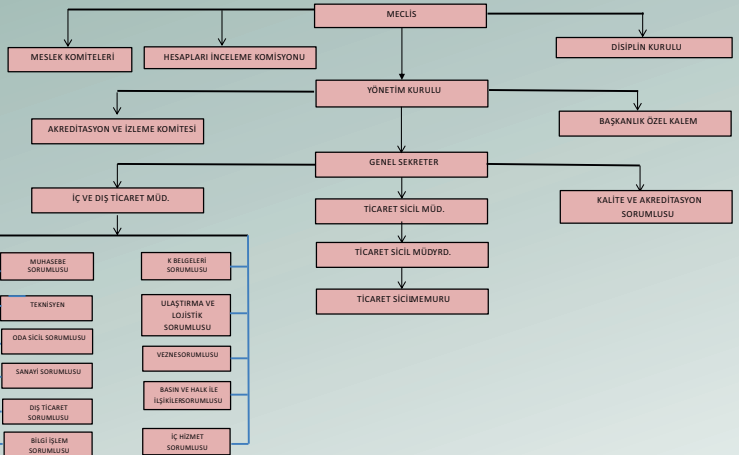 MECLİS
MESLEK KOMİTELERİ
HESAPLARI İNCELEME KOMİSYONU
DİSİPLİN KURULU
YÖNETİM KURULU
AKREDİTASYON VE İZLEME KOMİTESİ
BAŞKANLIK ÖZEL KALEM
GENEL SEKRETER
İÇ VE DIŞ TİCARET MÜD.
KALİTE VE AKREDİTASYON
SORUMLUSU
TİCARET SİCİL MÜD.
TİCARET SİCİL MÜDYRD.
TİCARET SİCİLMEMURU
MUHASEBE
SORUMLUSU
TEKNİSYEN
ODA SİCİL SORUMLUSU
SANAYİ SORUMLUSU
DIŞ TİCARET
SORUMLUSU
BİLGİ İŞLEM
SORUMLUSU
K BELGELERİ
SORUMLUSU
ULAŞTIRMA VE
LOJİSTİK
SORUMLUSU
VEZNESORUMLUSU
BASIN VE HALK İLE
İLŞİKİLERSORUMLUSU
İÇ HİZMET
SORUMLUSU